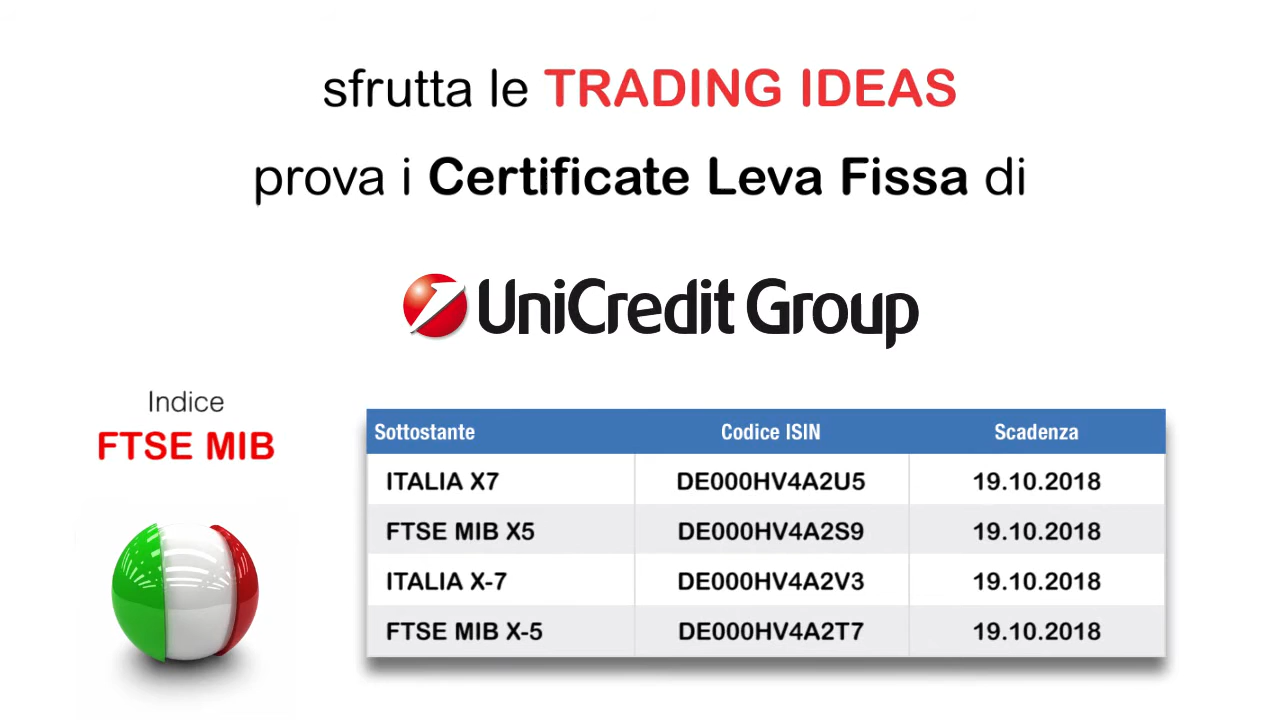 sfrutta le TRADING IDEAS
prova i Certificate Leva Fissa di
UniCredit Group
Indice
FTSE MIB
Sottostante Codice ISIN Scadenza
ITALIA X7 DE000HV4A2U5 19.10.2018
FTSE MIB X5 DE000HV4A2S9 19.10.2018
ITALIA X-7 DE000HV4A2V3 19.10.2018
FTSE MIB X-5 DE000HV4A2T7 19.10.2018